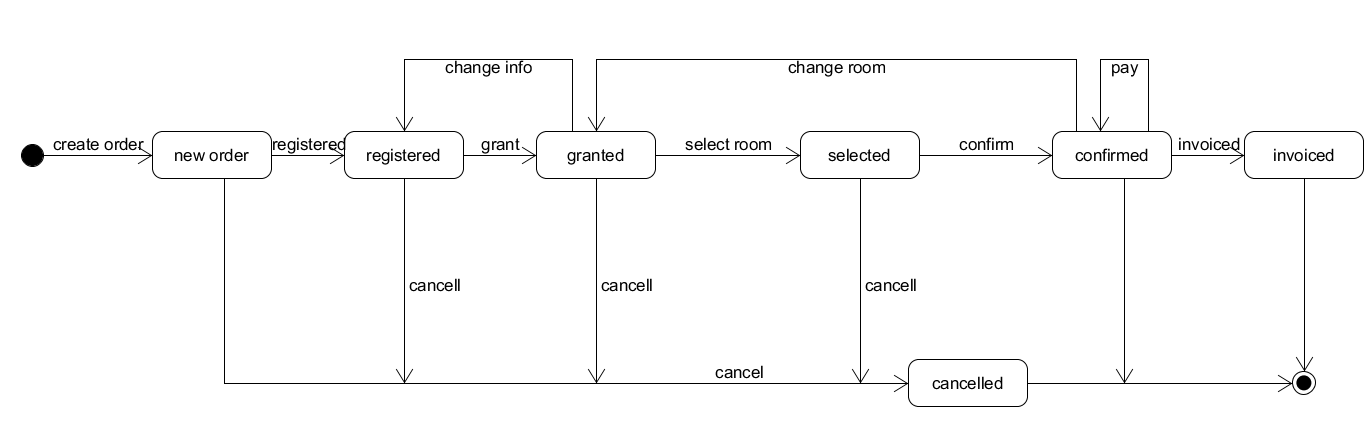 change info
change room
pay
create order
new order
registered
registered
grant
granted
select room
selected
confirm
confirmed
invoiced
invoiced
cancell
cancell
cancell
cancel
cancelled